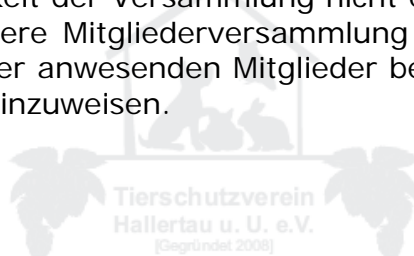 keit der Versammlung nicht
ere Mitgliederversammlung
er anwesenden Mitglieder be
inzuweisen.
Tierschutzverein
Hallertau u. U. e.V.
[Gegründet 2008]